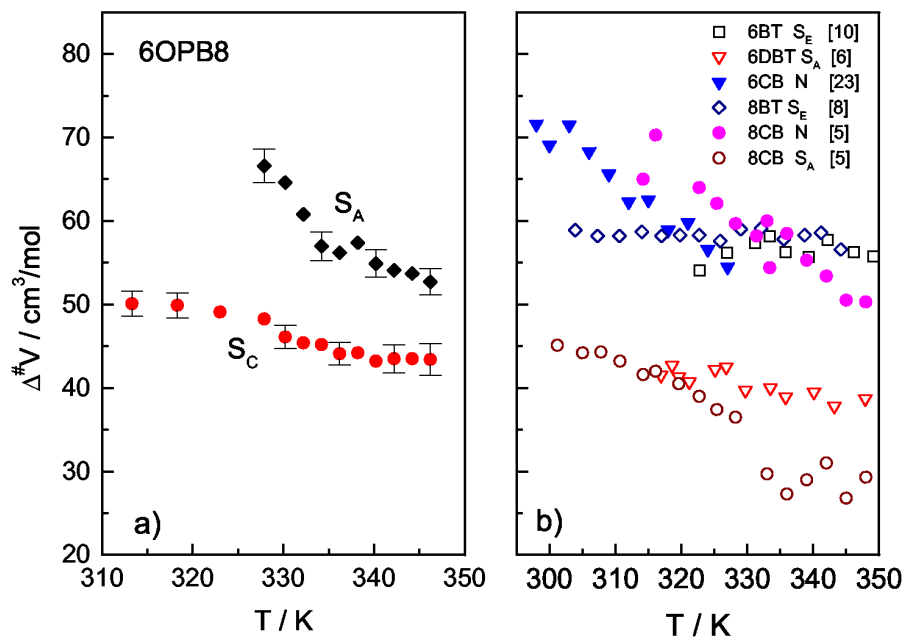 6OPB8
S_A
S_C
a)
80
70
60
50
40
30
20
310 320 330 340 350
T / K
Δ^#V / cm^3/mol
6BT S_E [10]
6DBT S_A [6]
6CB N [23]
8BT S_E [8]
8CB N [5]
8CB S_A [5]
b)
300 310 320 330 340 350
T / K